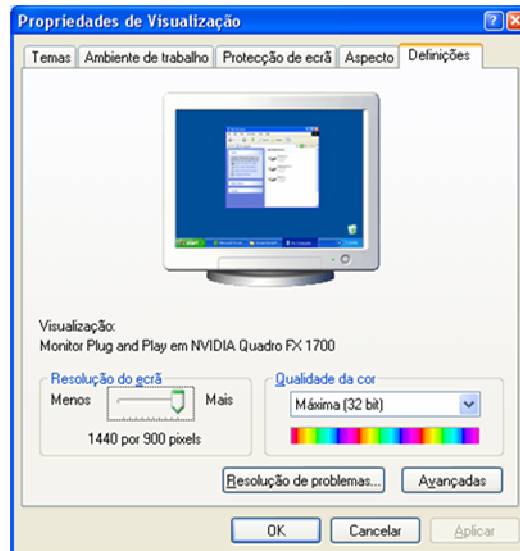 Propriedades de Visualização
Temas Ambiente de trabalho Protecção de ecrã Aspecto Definições
Visualização:
Monitor Plug and Play em NVIDIA Quadro FX 1700
Resolução do ecrã
Menos Mais
1440 por 900 pixels
Qualidade da cor
Máxima (32 bit)
Resolução de problemas... Avançadas
OK Cancelar Aplicar